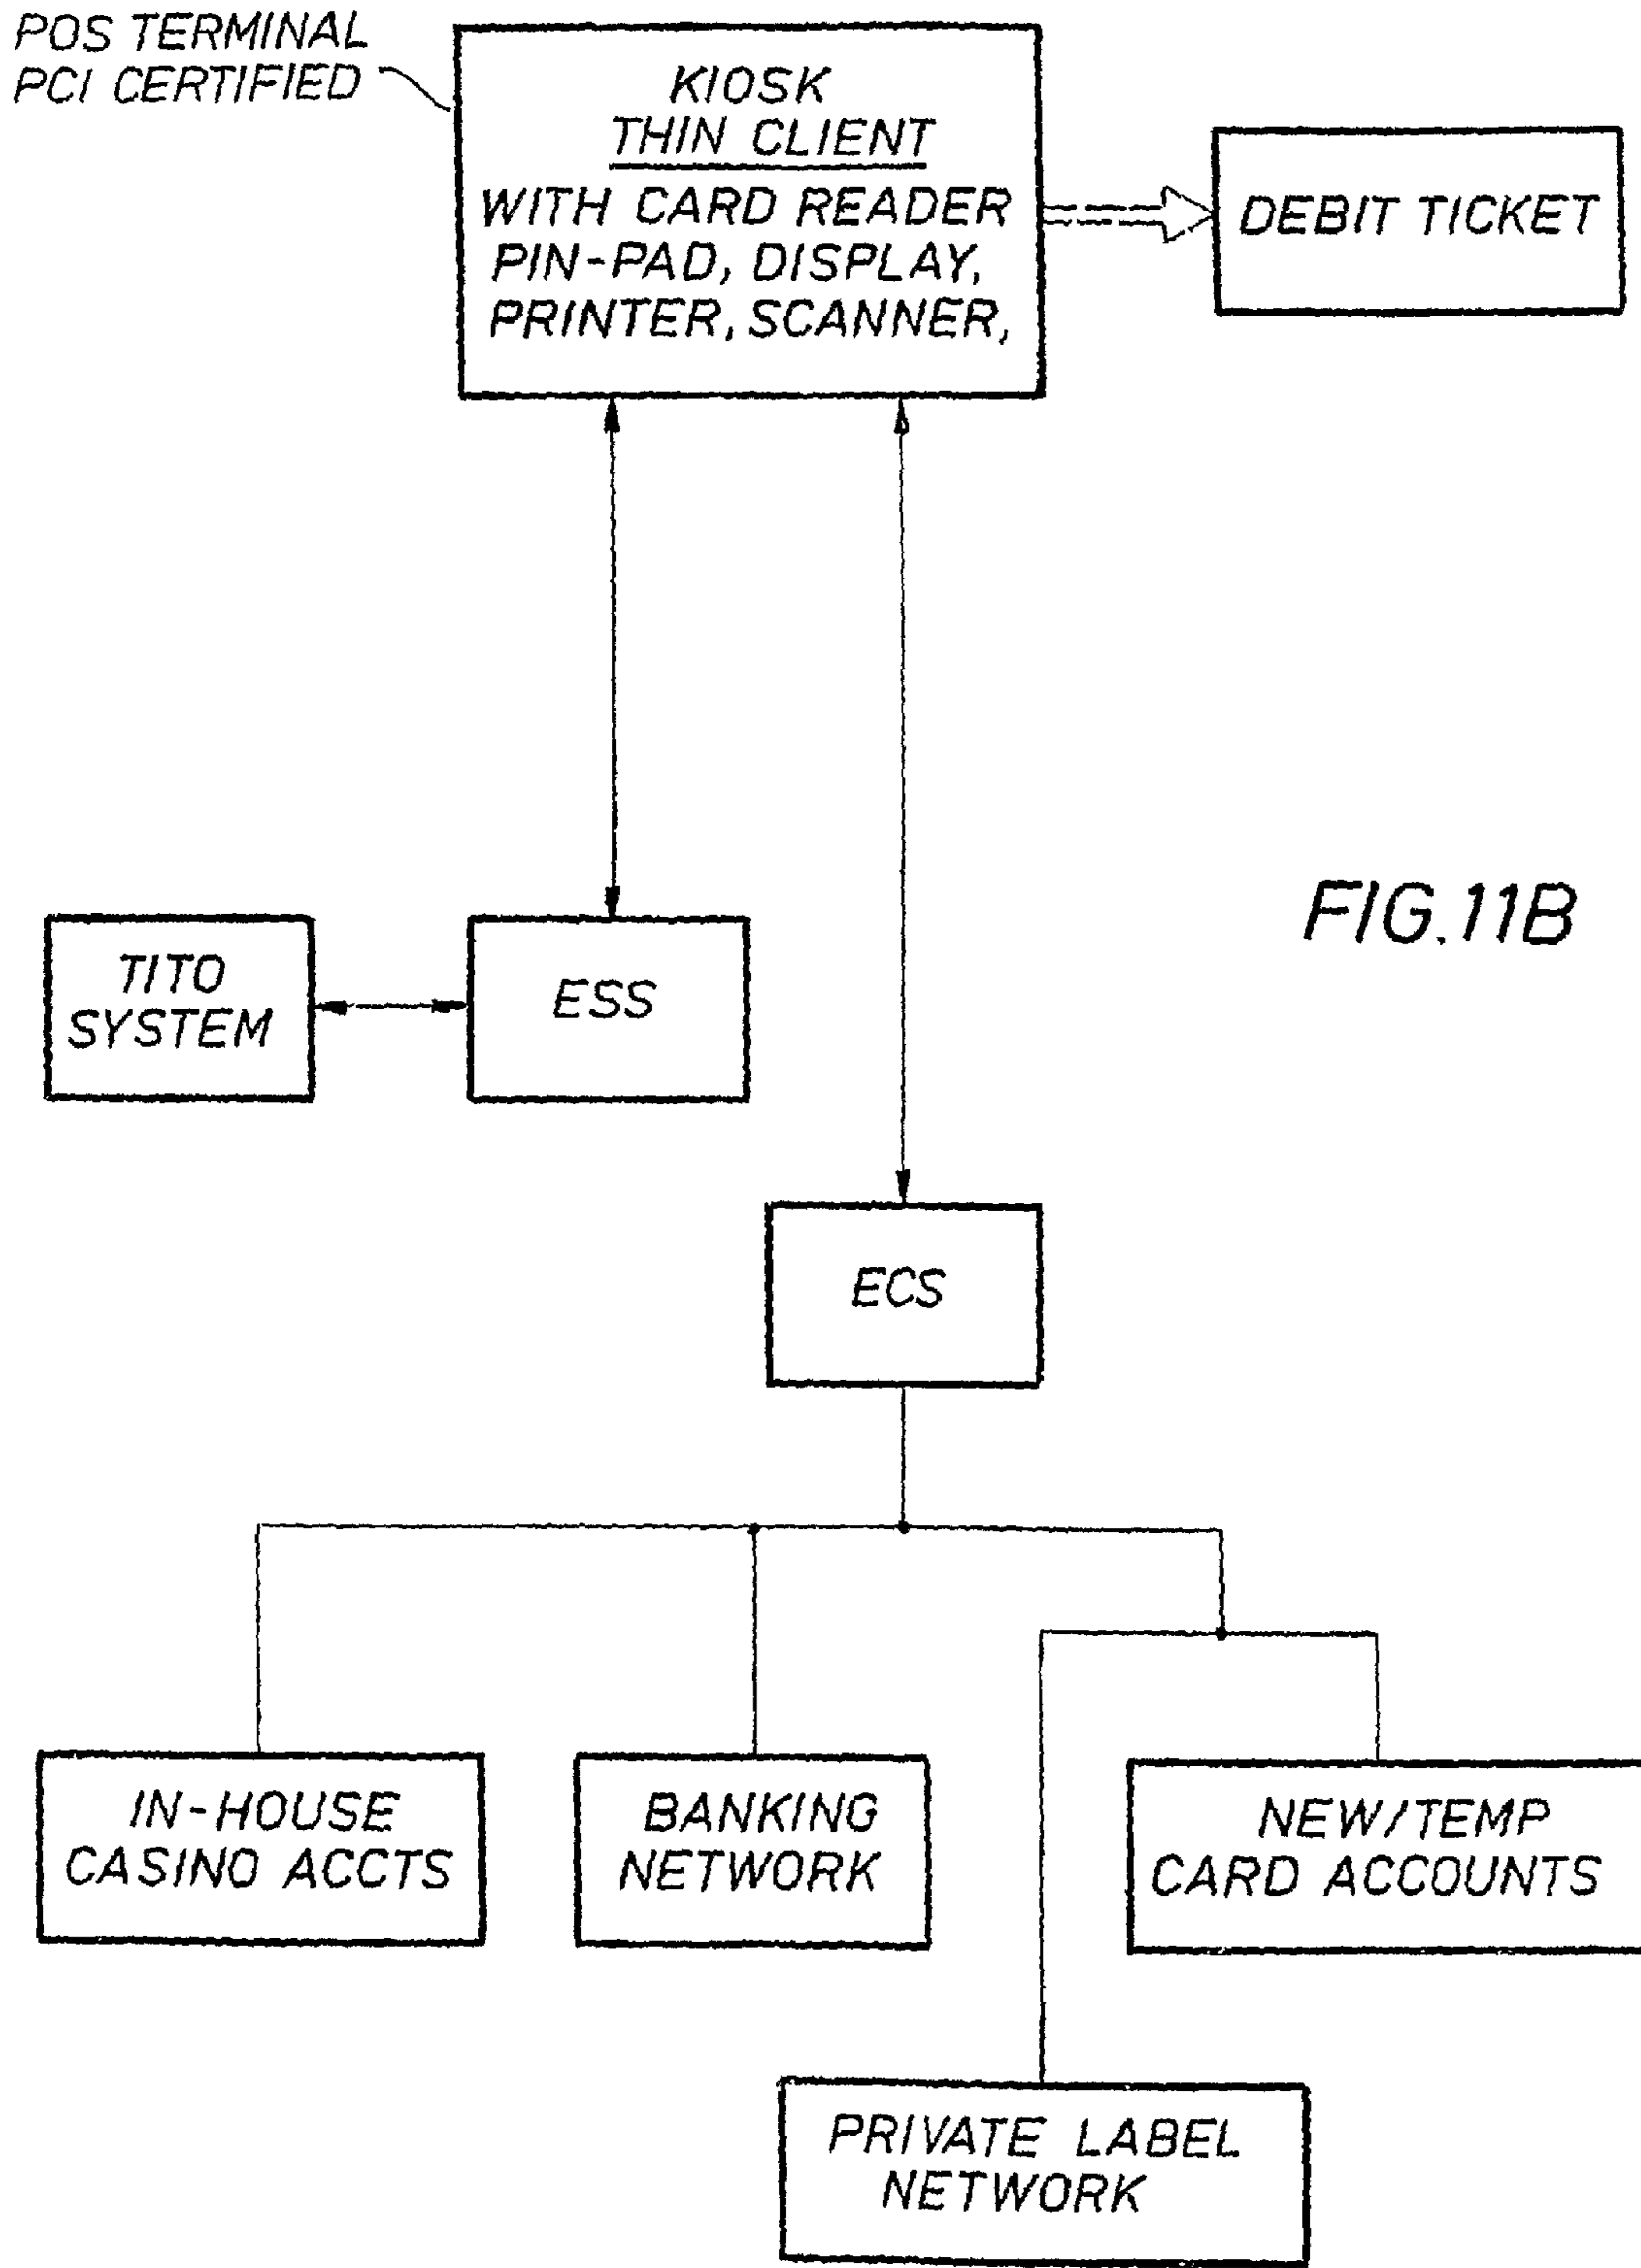 POS TERMINAL
PCI CERTIFIED
KIOSK
THIN CLIENT
WITH CARD READER
PIN-PAD, DISPLAY,
PRINTER, SCANNER,
DEBIT TICKET
FIG. 11B
TITO
SYSTEM
ESS
ECS
IN-HOUSE
CASINO ACCTS
BANKING
NETWORK
NEW/TEMP
CARD ACCOUNTS
PRIVATE LABEL
NETWORK